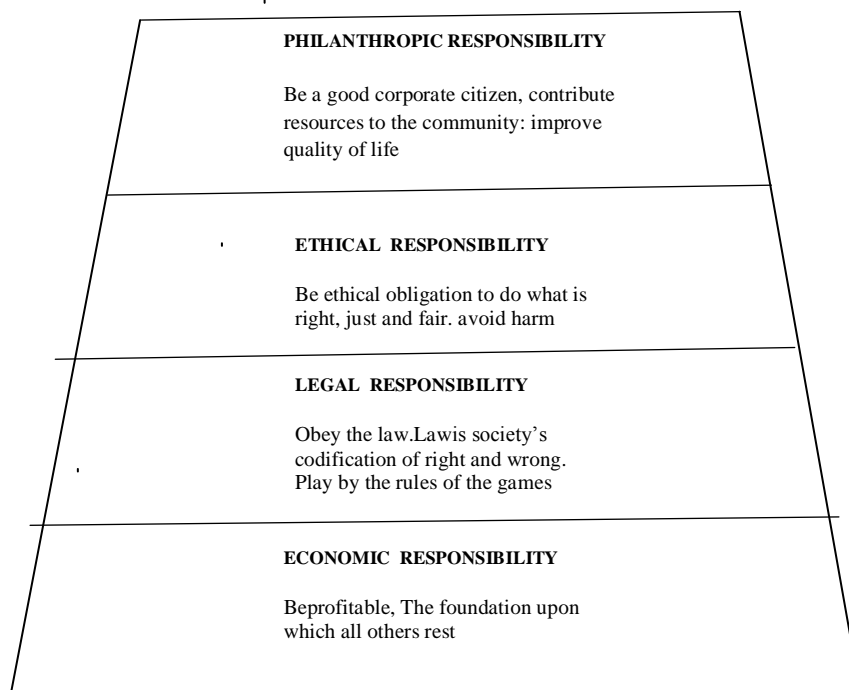 PHILANTHROPIC RESPONSIBILITY
Be a good corporate citizen, contribute
resources to the community: improve
quality of life
ETHICAL RESPONSIBILITY
Be ethical obligation to do what is
right, just and fair. avoid harm
LEGAL RESPONSIBILITY
Obey the law.Lawis society’s
codification of right and wrong.
Play by the rules of the games
ECONOMIC RESPONSIBILITY
Beprofitable, The foundation upon
which all others rest